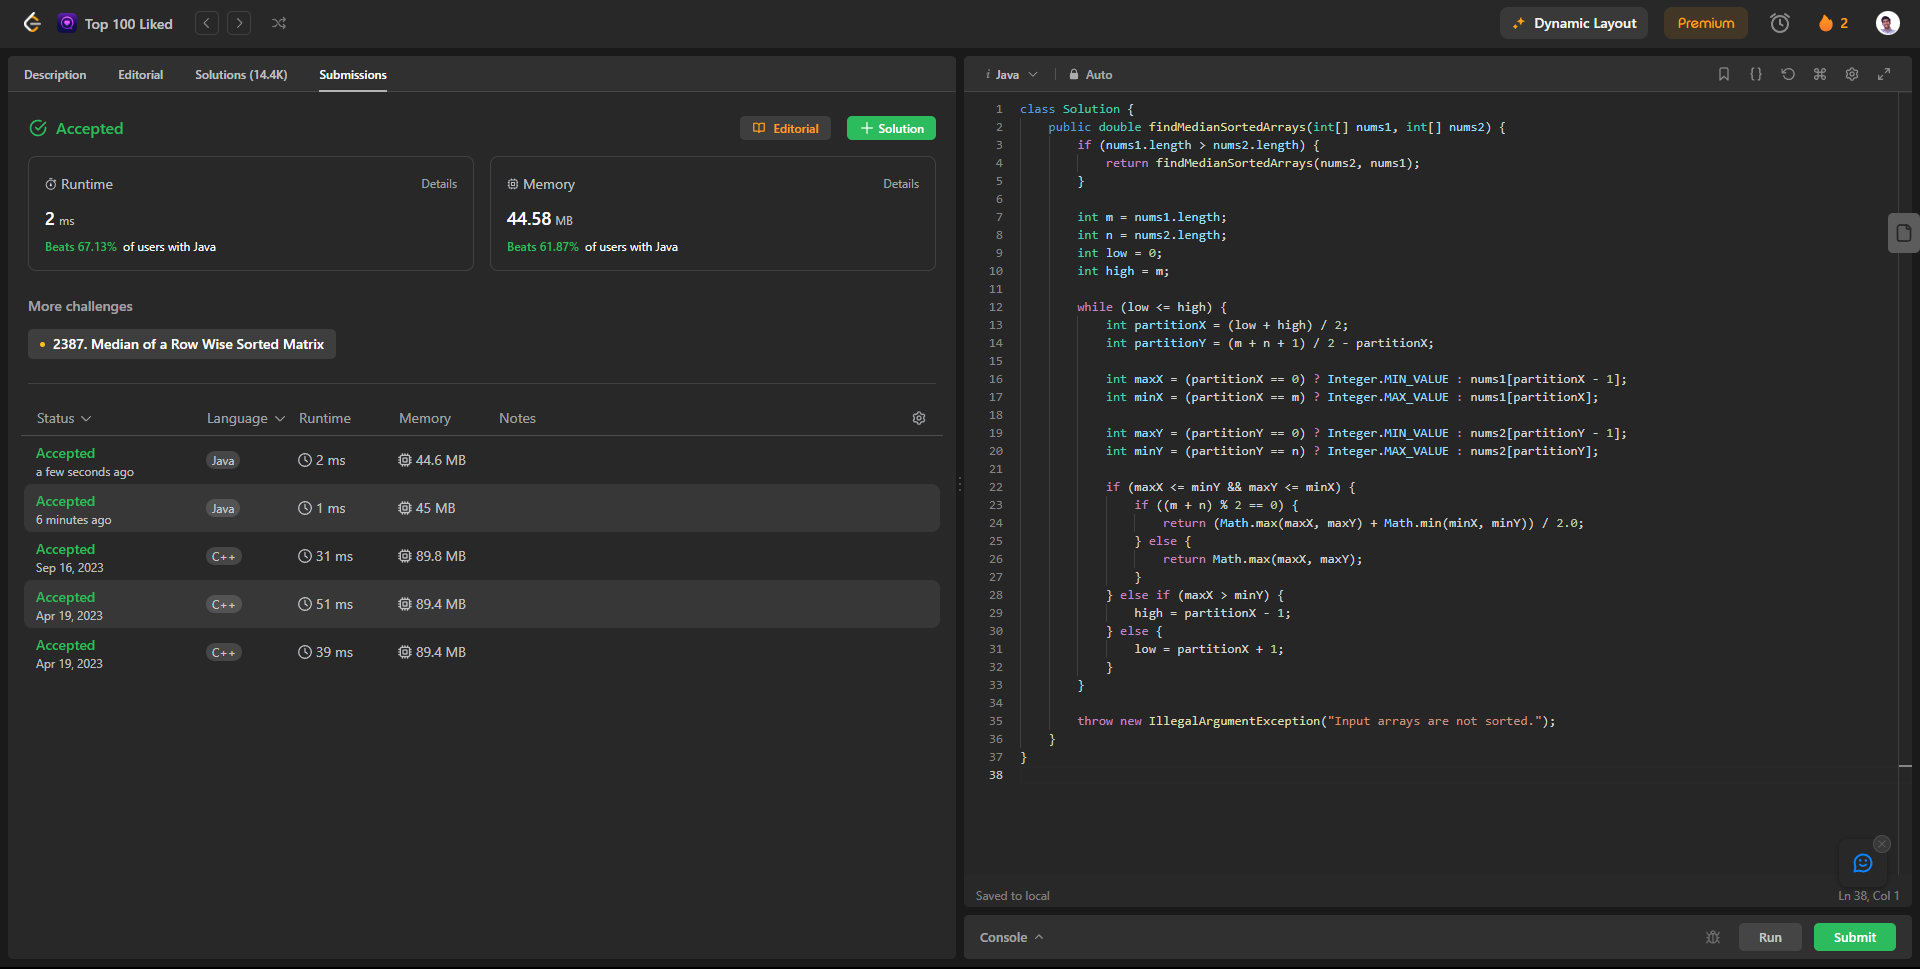 Top 100 Liked
Dynamic Layout
Premium
2
Description Editorial Solutions (14.4K) Submissions
Accepted
Editorial
Solution
Runtime Details
2 ms
Beats 67.13% of users with Java
Memory Details
44.58 MB
Beats 61.87% of users with Java
More challenges
2387. Median of a Row Wise Sorted Matrix
Status Language Runtime Memory Notes
Accepted
a few seconds ago
Java 2 ms 44.6 MB
Accepted
6 minutes ago
Java 1 ms 45 MB
Accepted
Sep 16, 2023
C++ 31 ms 89.8 MB
Accepted
Apr 19, 2023
C++ 51 ms 89.4 MB
Accepted
Apr 19, 2023
C++ 39 ms 89.4 MB
i Java Auto
1 class Solution {
2 public double findMedianSortedArrays(int[] nums1, int[] nums2) {
3 if (nums1.length > nums2.length) {
4 return findMedianSortedArrays(nums2, nums1);
5 }
6
7 int m = nums1.length;
8 int n = nums2.length;
9 int low = 0;
10 int high = m;
11
12 while (low <= high) {
13 int partitionX = (low + high) / 2;
14 int partitionY = (m + n + 1) / 2 - partitionX;
15
16 int maxX = (partitionX == 0) ? Integer.MIN_VALUE : nums1[partitionX - 1];
17 int minX = (partitionX == m) ? Integer.MAX_VALUE : nums1[partitionX];
18
19 int maxY = (partitionY == 0) ? Integer.MIN_VALUE : nums2[partitionY - 1];
20 int minY = (partitionY == n) ? Integer.MAX_VALUE : nums2[partitionY];
21
22 if (maxX <= minY && maxY <= minX) {
23 if ((m + n) % 2 == 0) {
24 return (Math.max(maxX, maxY) + Math.min(minX, minY)) / 2.0;
25 } else {
26 return Math.max(maxX, maxY);
27 }
28 } else if (maxX > minY) {
29 high = partitionX - 1;
30 } else {
31 low = partitionX + 1;
32 }
33 }
34
35 throw new IllegalArgumentException("Input arrays are not sorted.");
36 }
37 }
38
Saved to local
Ln 38, Col 1
Console
Run
Submit